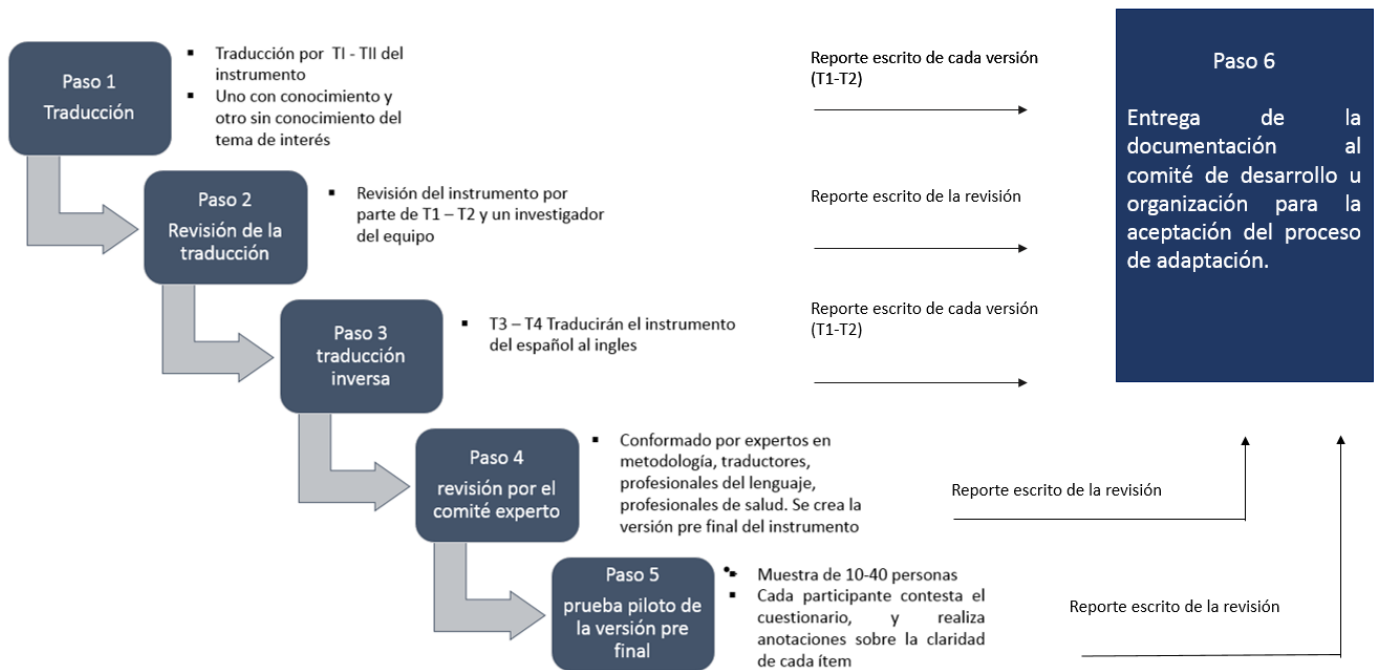 Paso 1
Traducción
Traducción por TI - TII del
instrumento
Uno con conocimiento y
otro sin conocimiento del
tema de interés
Reporte escrito de cada versión
(T1-T2)
Paso 2
Revisión de la
traducción
Revisión del instrumento por
parte de T1 – T2 y un investigador
del equipo
Reporte escrito de la revisión
Paso 3
traducción
inversa
T3 – T4 Traducirán el instrumento
del español al ingles
Reporte escrito de cada versión
(T1-T2)
Paso 4
revisión por el
comité experto
Conformado por expertos en
metodología, traductores,
profesionales del lenguaje,
profesionales de salud. Se crea la
versión pre final del instrumento
Reporte escrito de la revisión
Paso 5
prueba piloto de
la versión pre
final
Muestra de 10-40 personas
Cada participante contesta el
cuestionario, y realiza
anotaciones sobre la claridad
de cada ítem
Reporte escrito de la revisión
Paso 6
Entrega de la
documentación al
comité de desarrollo u
organización para la
aceptación del proceso
de adaptación.